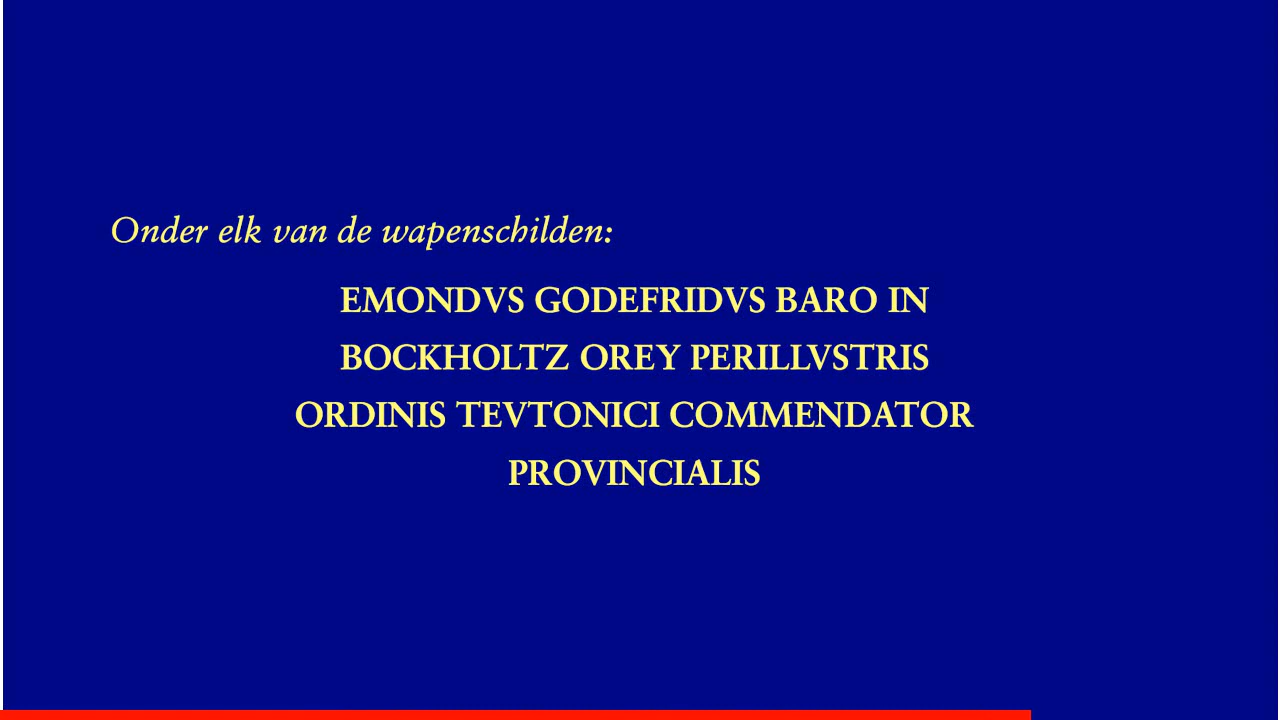 Onder elk van de wapenschilden:
EMONDVS GODEFRIDVS BARO IN
BOCKHOLTZ OREY PERILLVSTRIS
ORDINIS TEVTONICI COMMENDATOR
PROVINCIALIS